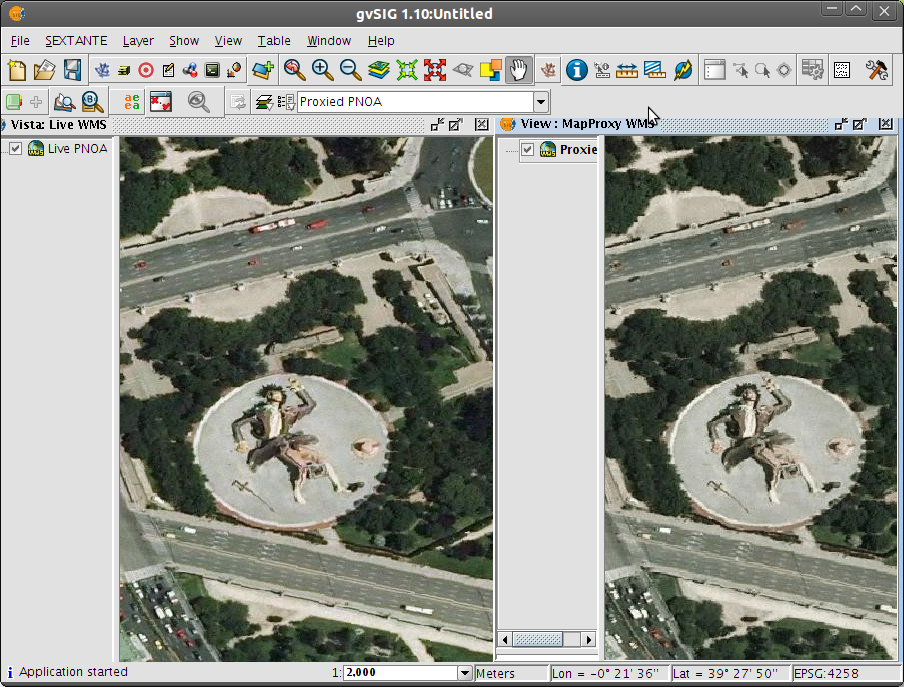 gvSIG 1.10:Untitled
File SEXTANTE Layer Show View Table Window Help
Proxied PNOA
Vista: Live WMS
View : MapProxy WMS
Live PNOA
Proxie
Application started
1: 2,000
Meters
Lon = -0° 21' 36"
Lat = 39° 27' 50"
EPSG:4258